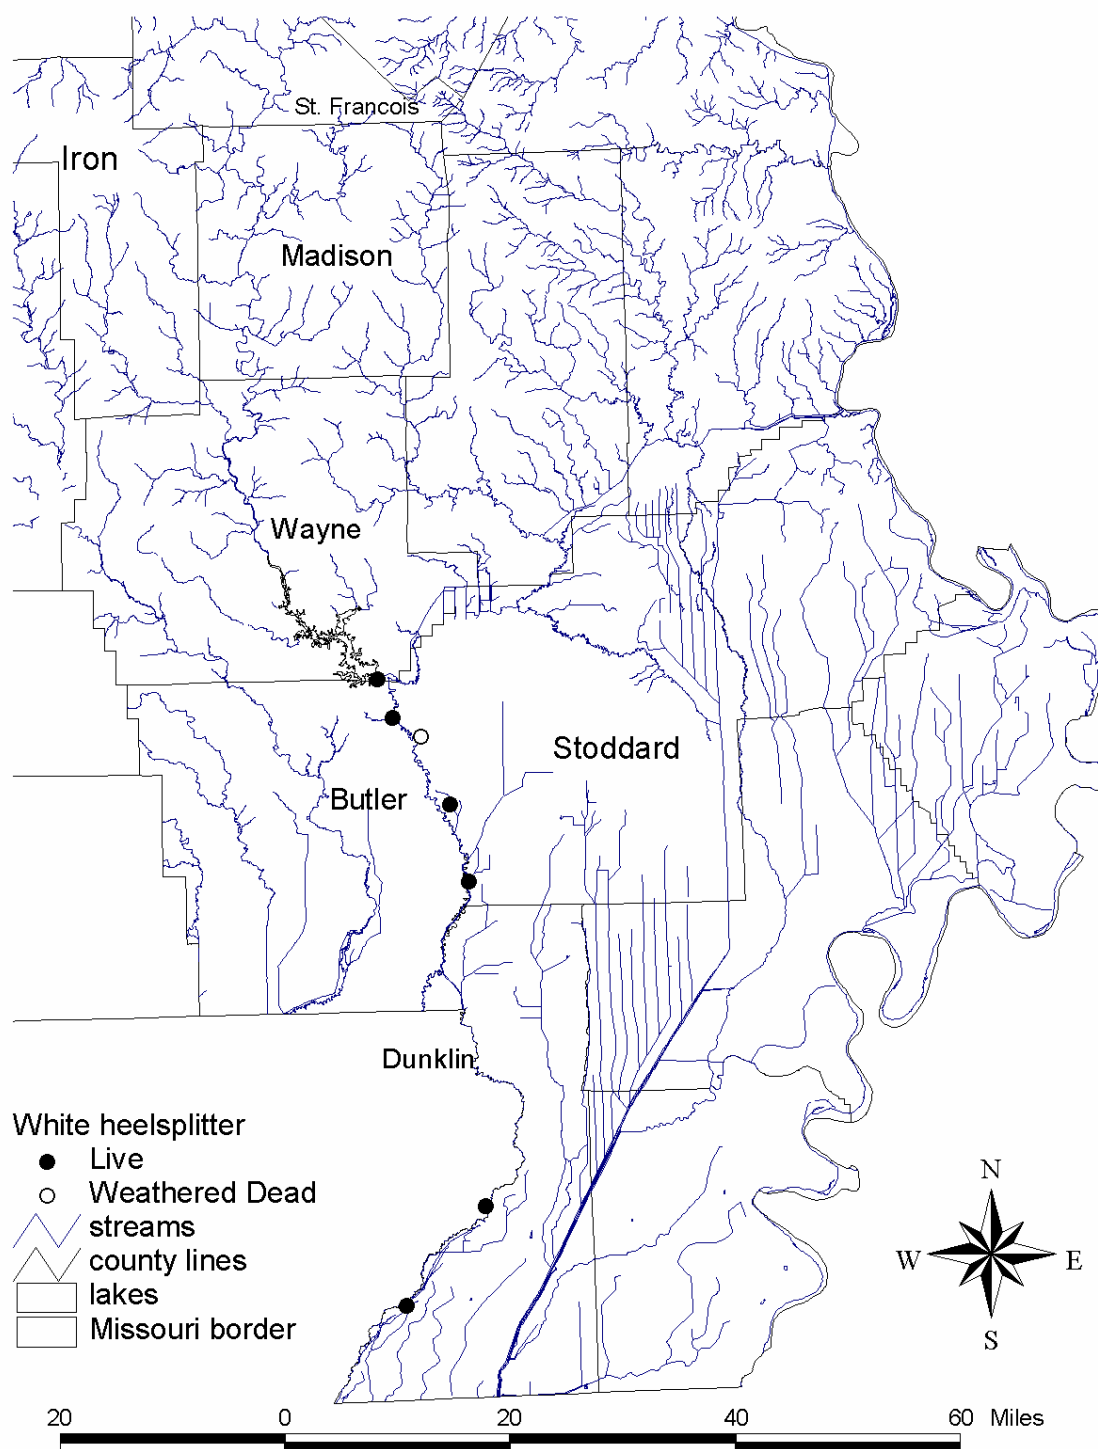 St. Francois
Iron
Madison
Wayne
Stoddard
Butler
Dunklin
White heelsplitter
Live
Weathered Dead
streams
county lines
lakes
Missouri border
N
W E
S
20 0 20 40 60 Miles